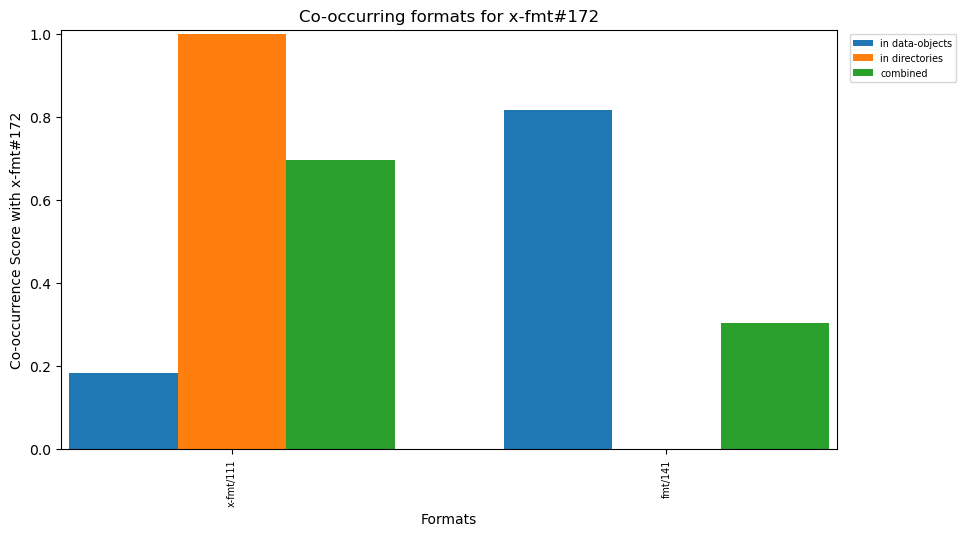 Co-occurring formats for x-fmt#172
in data-objects
in directories
combined
Co-occurrence Score with x-fmt#172
1.0
0.8
0.6
0.4
0.2
0.0
x-fmt/111
fmt/141
Formats